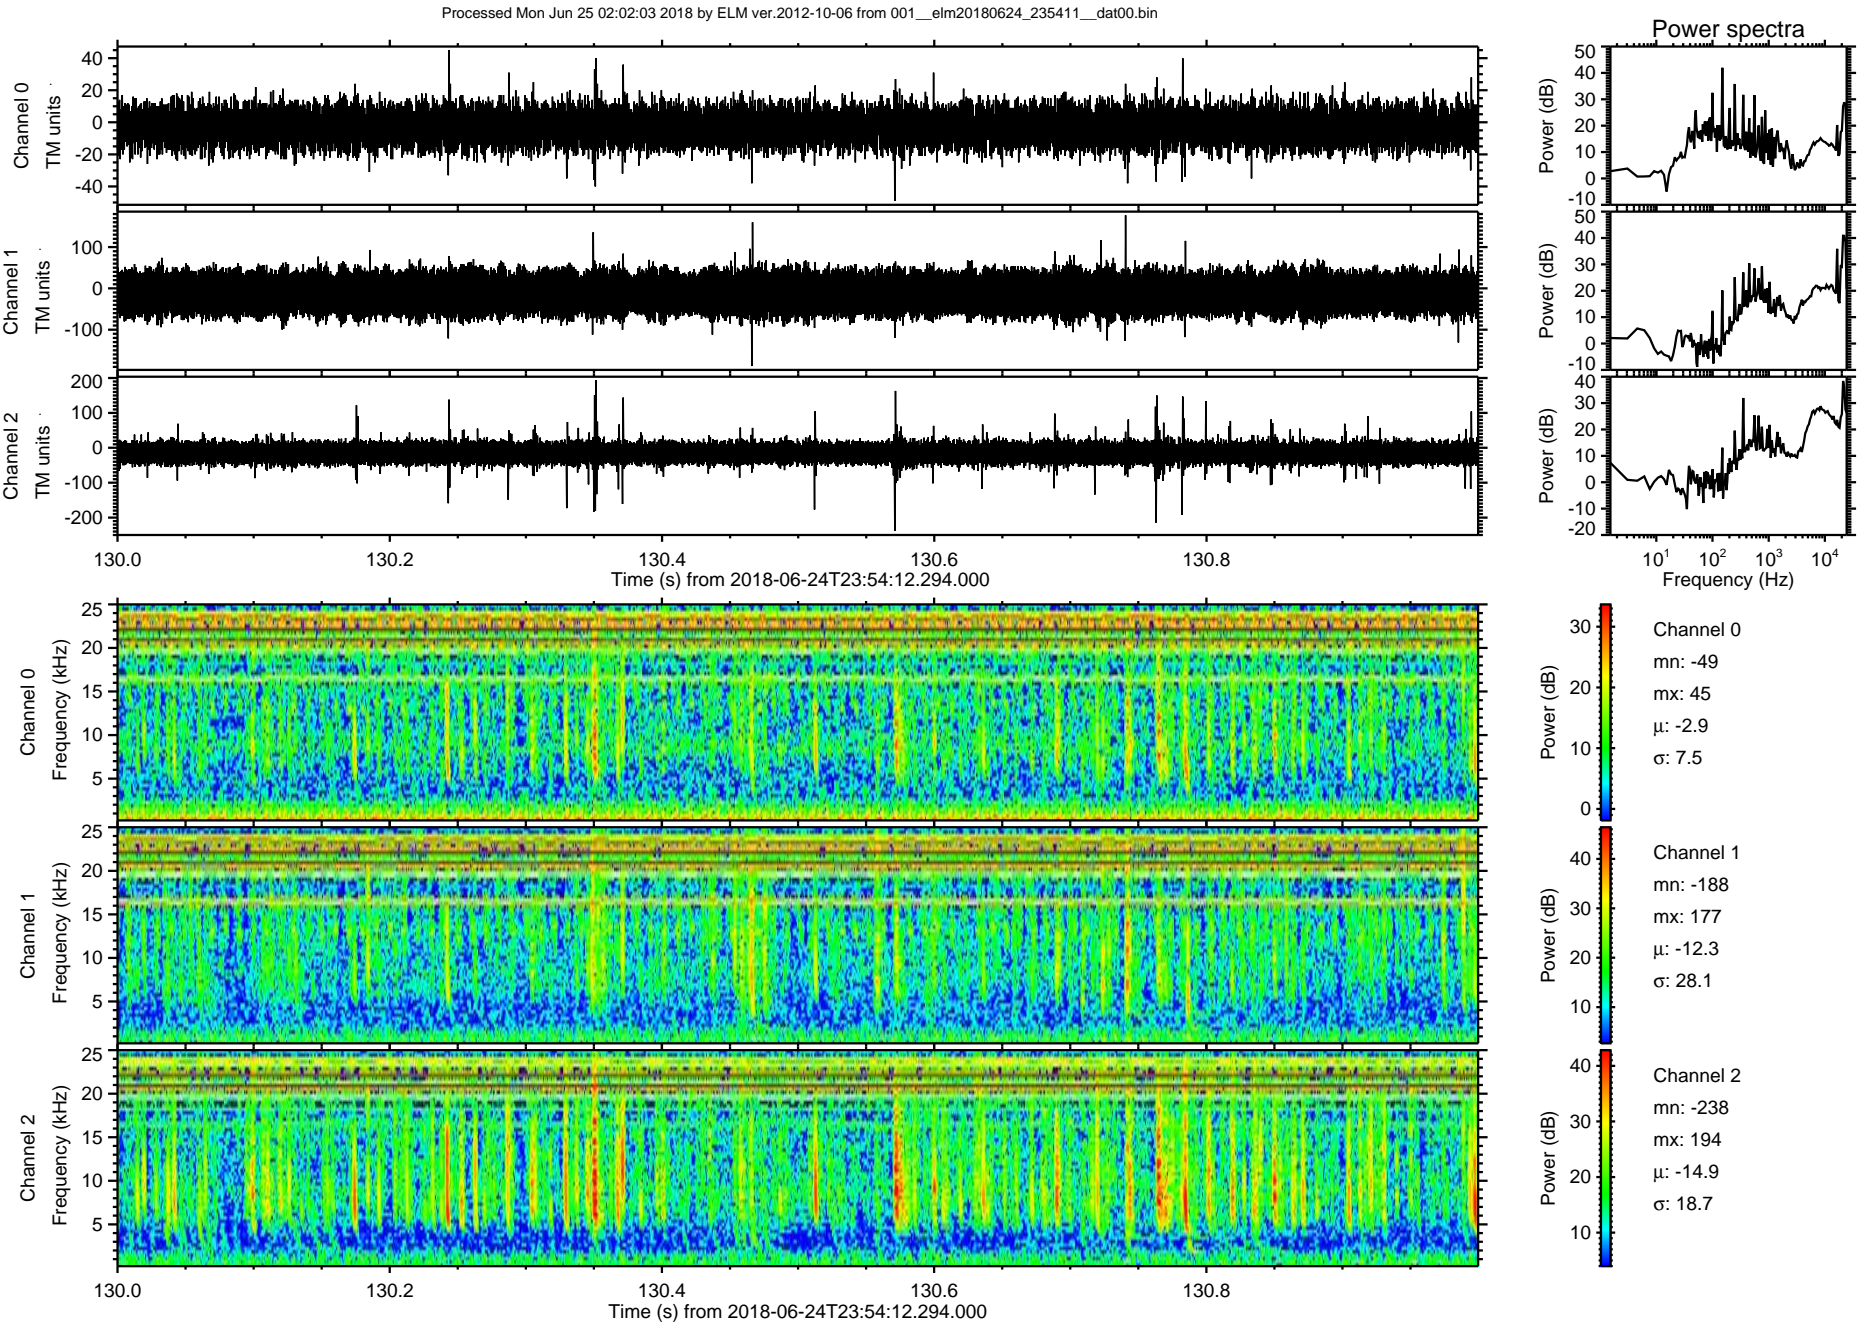 Processed Mon Jun 25 02:02:03 2018 by ELM ver.2012-10-06 from 001__elm20180624_235411__dat00.bin
Power spectra
Channel 0
TM units
40
20
0
-20
-40
Power (dB)
50
40
30
20
10
0
-10
Channel 1
TM units
100
0
-100
Power (dB)
50
40
30
20
10
0
-10
Channel 2
TM units
200
100
0
-100
-200
Power (dB)
40
30
20
10
0
-10
-20
130.0 130.2 130.4 130.6 130.8
Time (s) from 2018-06-24T23:54:12.294.000
10^1 10^2 10^3 10^4
Frequency (Hz)
Channel 0
Frequency (kHz)
25
20
15
10
5
Power (dB)
30
20
10
0
Channel 0
mn: -49
mx: 45
μ: -2.9
σ: 7.5
Channel 1
Frequency (kHz)
25
20
15
10
5
Power (dB)
40
30
20
10
Channel 1
mn: -188
mx: 177
μ: -12.3
σ: 28.1
Channel 2
Frequency (kHz)
25
20
15
10
5
Power (dB)
40
30
20
10
Channel 2
mn: -238
mx: 194
μ: -14.9
σ: 18.7
130.0 130.2 130.4 130.6 130.8
Time (s) from 2018-06-24T23:54:12.294.000